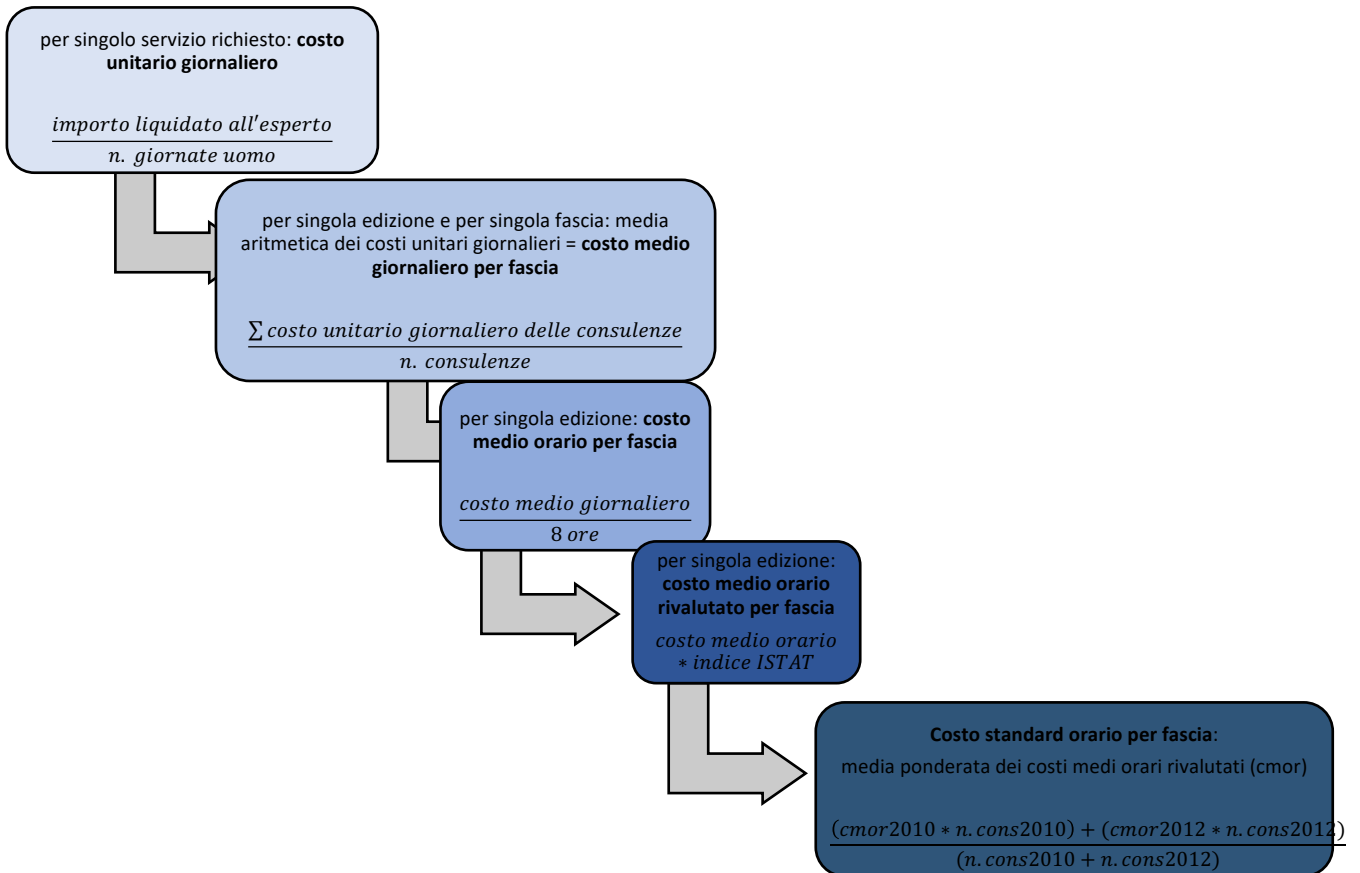 per singolo servizio richiesto: costo
unitario giornaliero
importo liquidato all'esperto
n. giornate uomo
per singola edizione e per singola fascia: media
aritmetica dei costi unitari giornalieri = costo medio
giornaliero per fascia
∑ costo unitario giornaliero delle consulenze
n. consulenze
per singola edizione: costo
medio orario per fascia
costo medio giornaliero
8 ore
per singola edizione:
costo medio orario
rivalutato per fascia
costo medio orario
* indice ISTAT
Costo standard orario per fascia:
media ponderata dei costi medi orari rivalutati (cmor)
(cmor2010 * n. cons2010) + (cmor2012 * n. cons2012)
(n. cons2010 + n. cons2012)